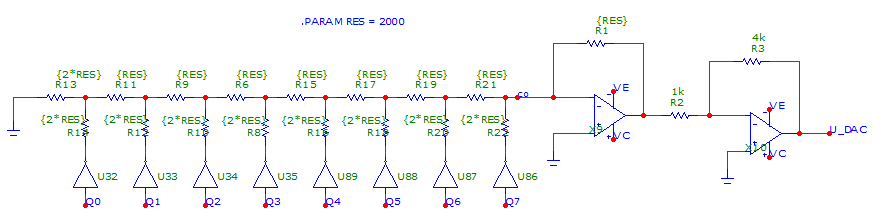 .PARAM RES = 2000
{RES}
R1
4k
R3
{2*RES}
R13
{RES}
R11
{RES}
R9
{RES}
R6
{RES}
R15
{RES}
R17
{RES}
R19
{RES}
R21
co
VE
X9
VC
1k
R2
VE
X10
VC
U_DAC
{2*RES}
{2*RES}
{2*RES}
{2*RES}
R8
{2*RES}
{2*RES}
{2*RES}
{2*RES}
U32
U33
U34
U35
U89
U88
U87
U86
Q0
Q1
Q2
Q3
Q4
Q5
Q6
Q7